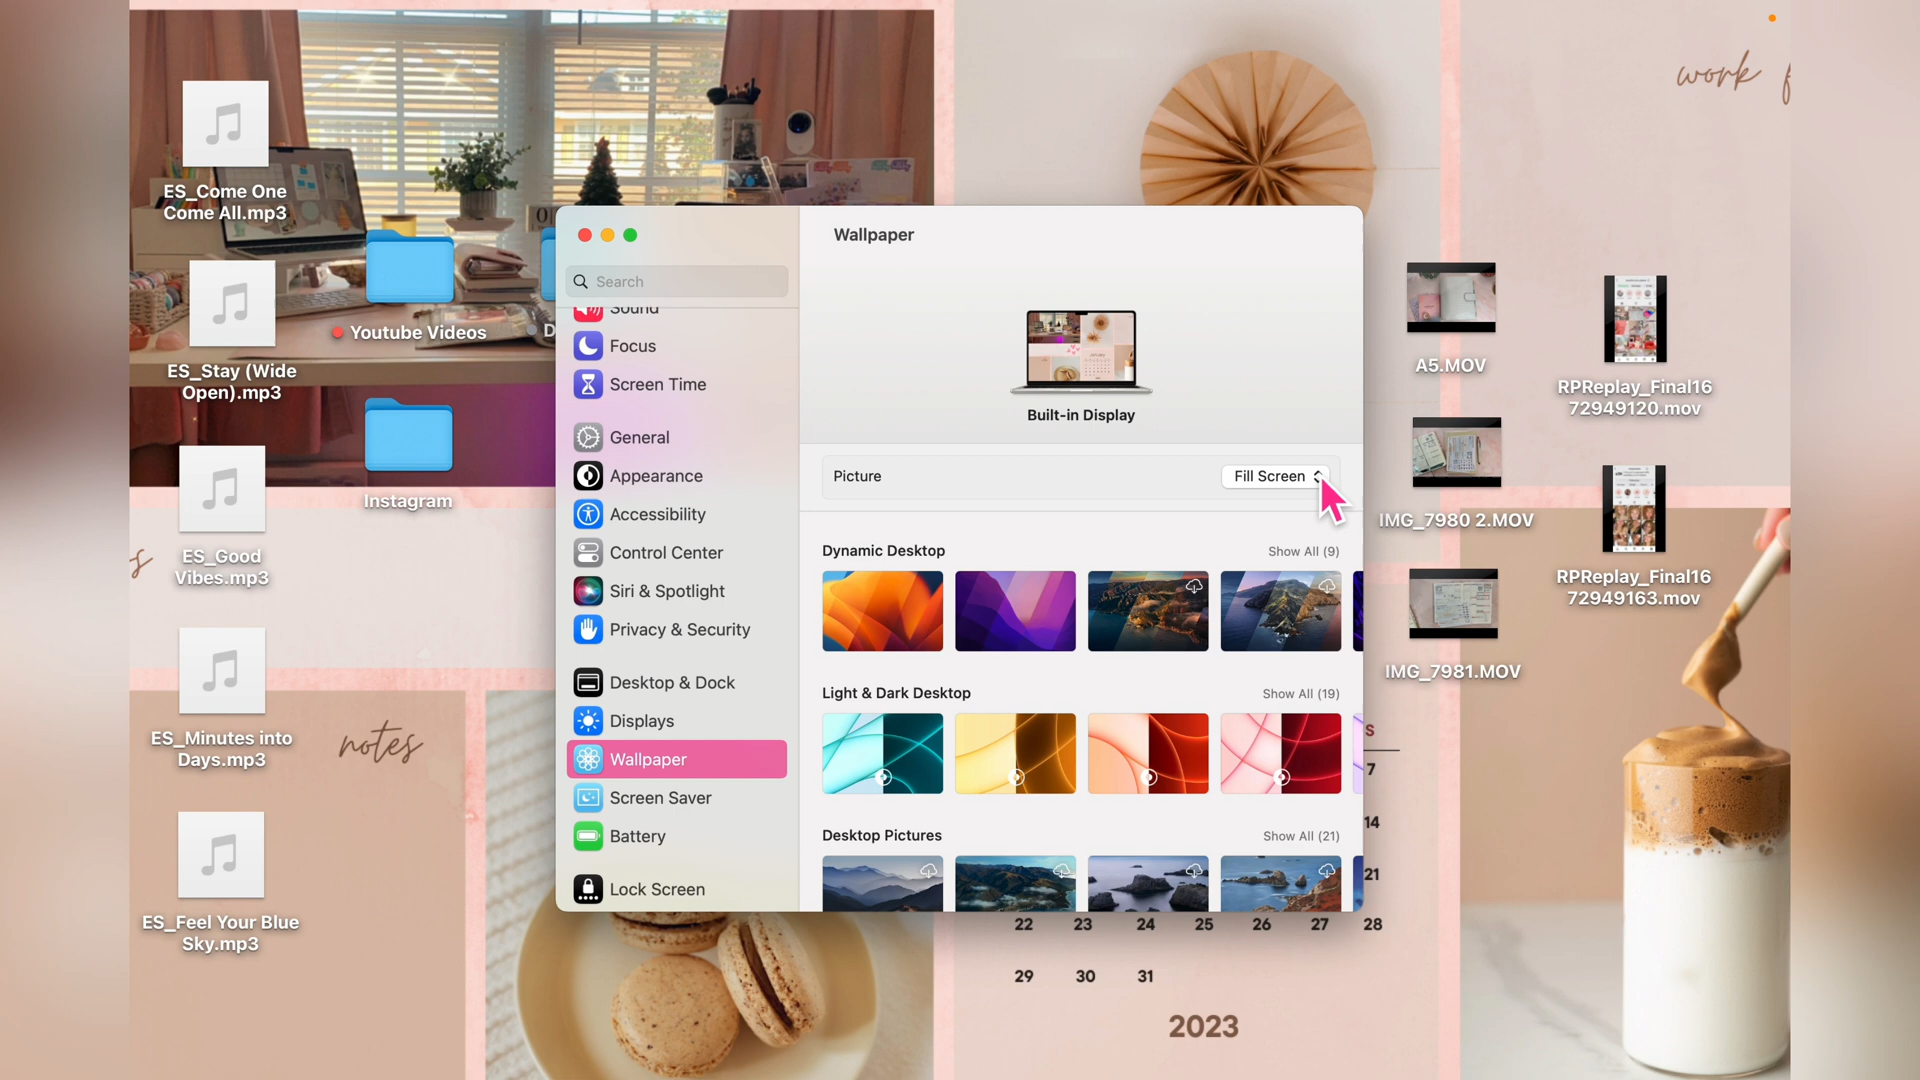 work
ES_Come One
Come All.mp3
ES_Stay (Wide
Open).mp3
ES_Good
Vibes.mp3
ES_Minutes into
Days.mp3
ES_Feel Your Blue
Sky.mp3
Youtube Videos
D
Instagram
notes
Search
Sound
Focus
Screen Time
General
Appearance
Accessibility
Control Center
Siri & Spotlight
Privacy & Security
Desktop & Dock
Displays
Wallpaper
Screen Saver
Battery
Lock Screen
Wallpaper
Built-in Display
Picture
Fill Screen
Dynamic Desktop
Show All (9)
Light & Dark Desktop
Show All (19)
Desktop Pictures
Show All (21)
A5.MOV
IMG_7980 2.MOV
IMG_7981.MOV
RPReplay_Final16
72949120.mov
RPReplay_Final16
72949163.mov
S
7
14
21
22 23 24 25 26 27 28
29 30 31
2023